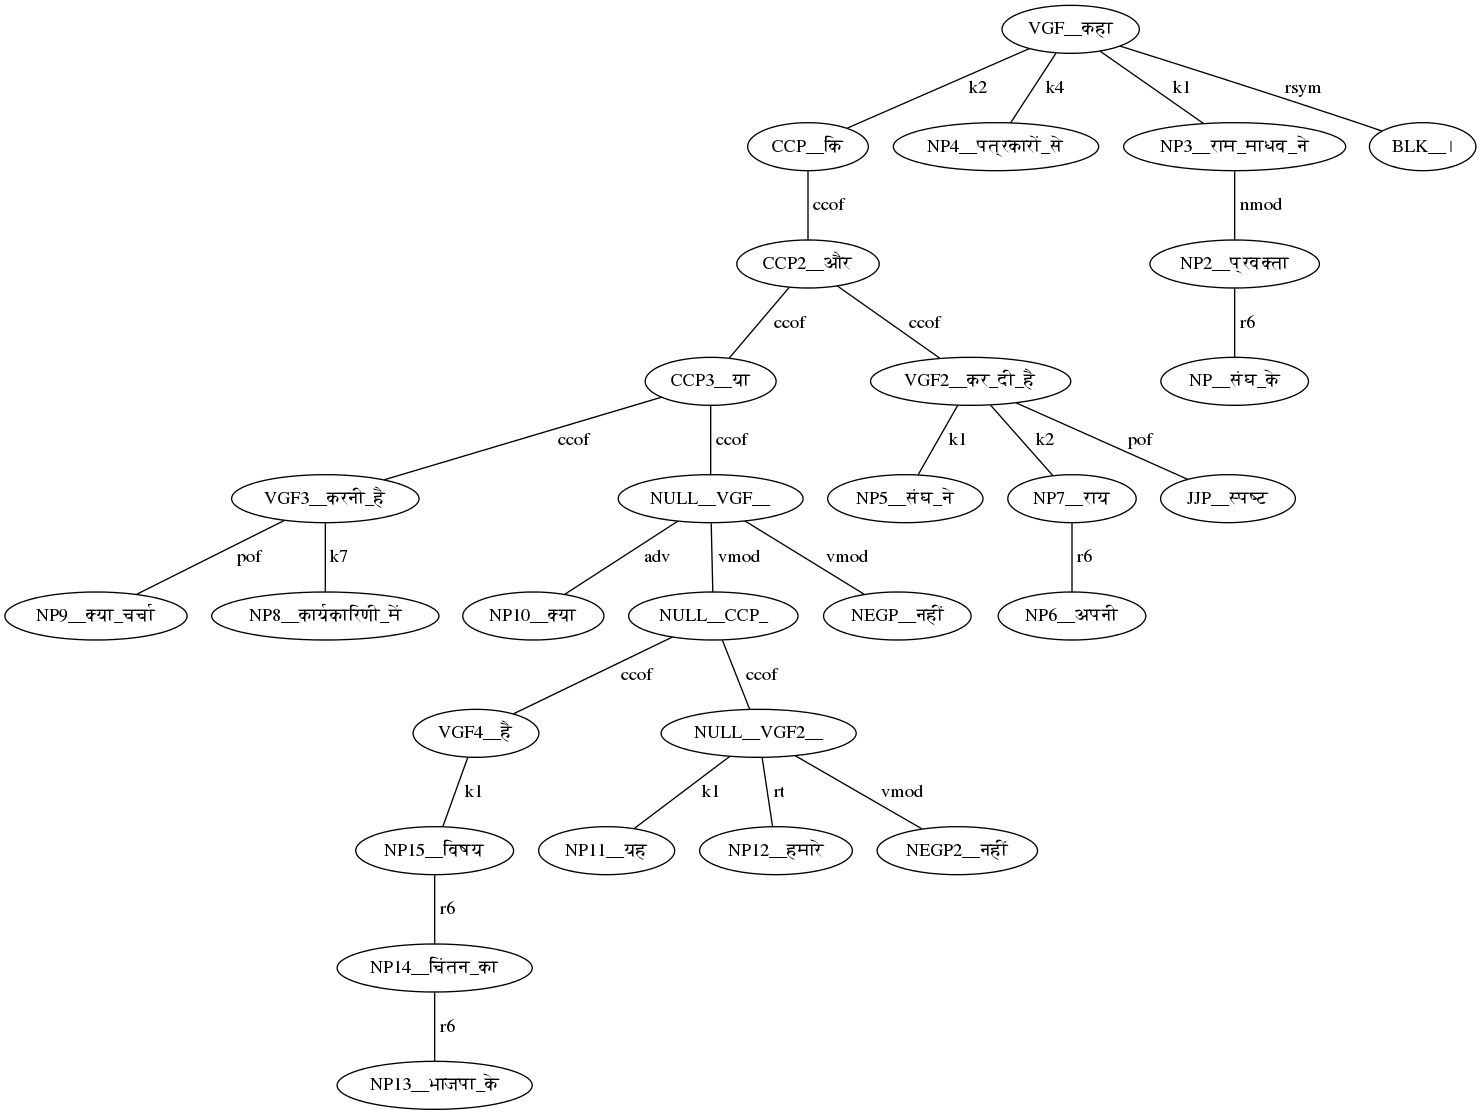 VGF__कहा
k2
k4
k1
rsym
CCP__कि
NP4__पत्रकारों_से
NP3__राम_माधव_ने
BLK__।
ccof
nmod
CCP2__और
NP2__प्रवक्ता
ccof
ccof
r6
CCP3__या
VGF2__कर_दी_है
NP__संघ_के
ccof
ccof
k1
k2
pof
VGF3__करनी_है
NULL__VGF__
NP5__संघ_ने
NP7__राय
JJP__स्पष्ट
pof
k7
adv
vmod
vmod
r6
NP9__क्या_चर्चा
NP8__कार्यकारिणी_में
NP10__क्या
NULL__CCP_
NEGP__नहीं
NP6__अपनी
ccof
ccof
VGF4__है
NULL__VGF2__
k1
k1
rt
vmod
NP15__विषय
NP11__यह
NP12__हमारे
NEGP2__नहीं
r6
NP14__चिंतन_का
r6
NP13__भाजपा_के